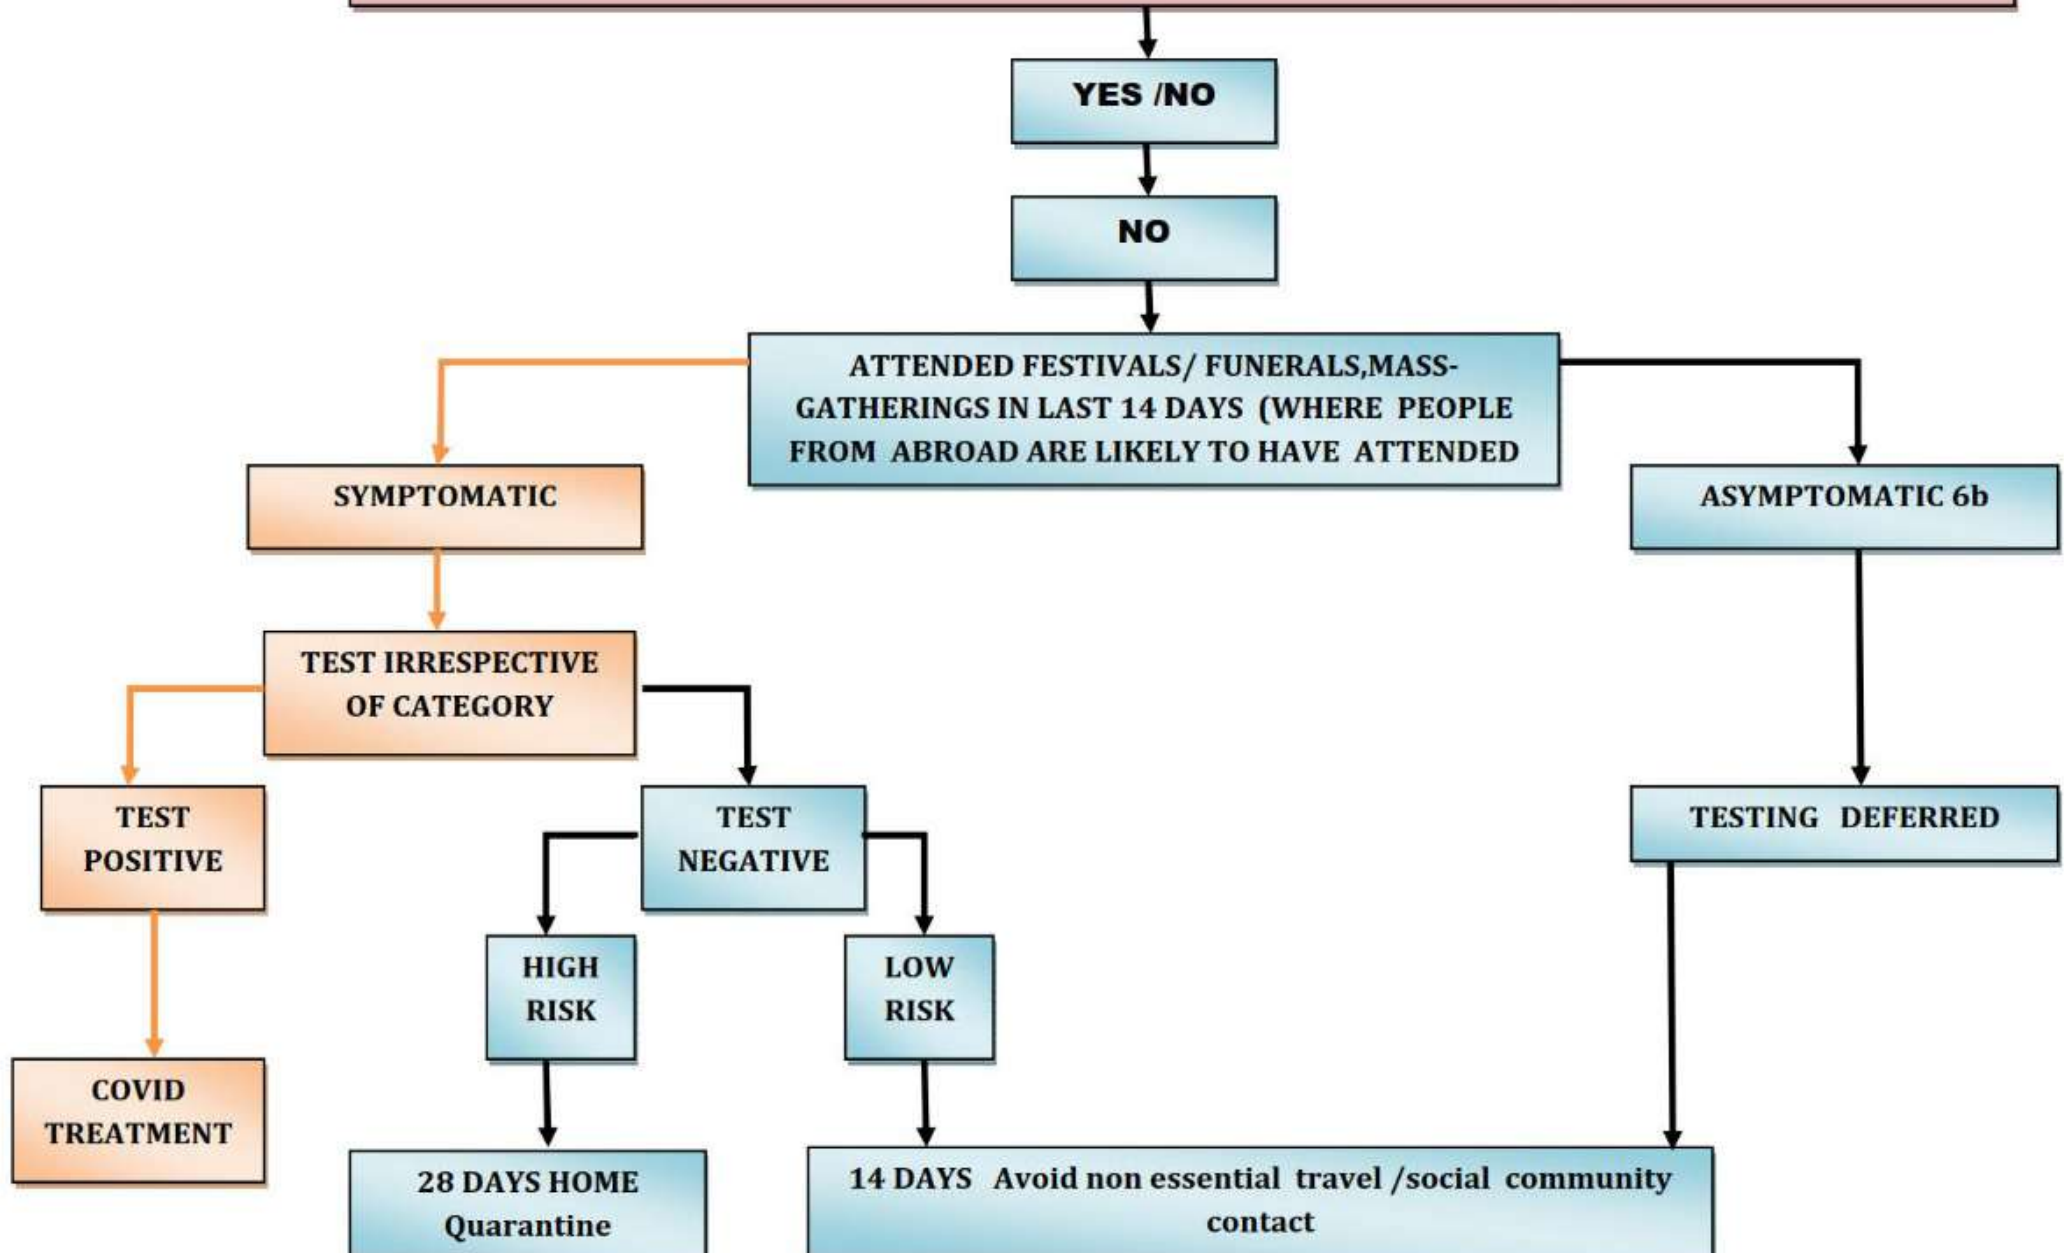 YES /NO
NO
ATTENDED FESTIVALS/ FUNERALS,MASS-
GATHERINGS IN LAST 14 DAYS (WHERE PEOPLE
FROM ABROAD ARE LIKELY TO HAVE ATTENDED
SYMPTOMATIC
ASYMPTOMATIC 6b
TEST IRRESPECTIVE
OF CATEGORY
TEST
POSITIVE
TEST
NEGATIVE
TESTING DEFERRED
HIGH
RISK
LOW
RISK
COVID
TREATMENT
28 DAYS HOME
Quarantine
14 DAYS Avoid non essential travel /social community
contact